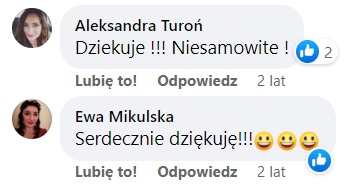 Aleksandra Turoń
Dziekuje !!! Niesamowite !
2
Lubię to! Odpowiedz 2 lat
Ewa Mikulska
Serdecznie dziękuję!!!😃😃😃
Lubię to! Odpowiedz 2 lat